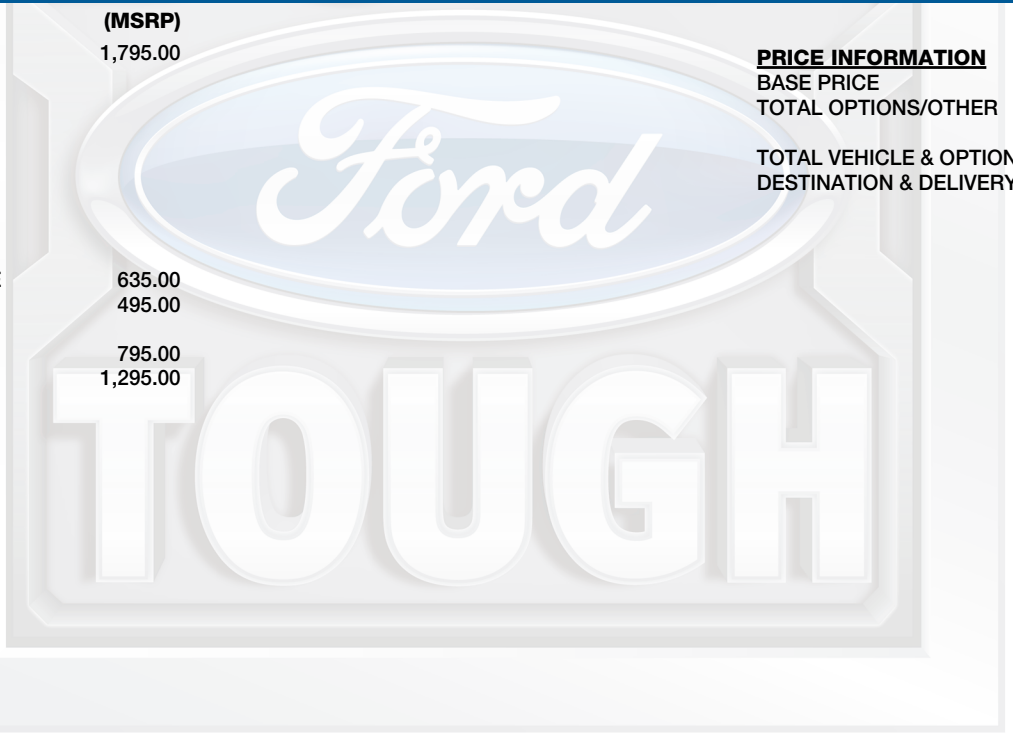 (MSRP)
1,795.00
635.00
495.00
795.00
1,295.00
PRICE INFORMATION
BASE PRICE
TOTAL OPTIONS/OTHER
TOTAL VEHICLE & OPTION
DESTINATION & DELIVERY
Ford
TOUGH